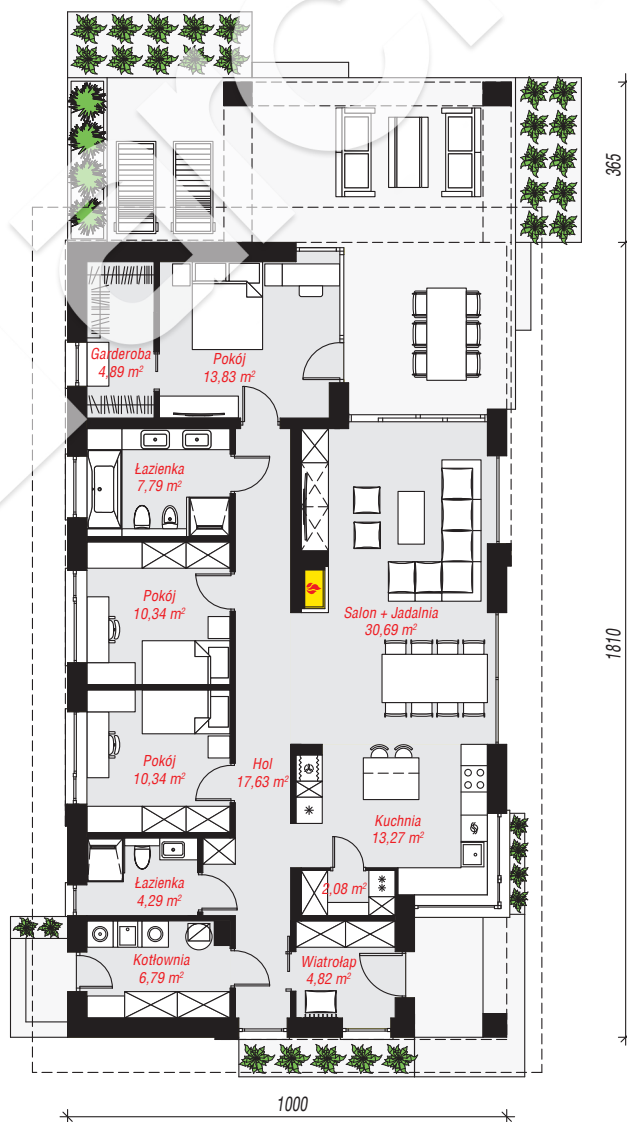 365
Garderoba
4,89 m²
Pokój
13,83 m²
Łazienka
7,79 m²
Pokój
10,34 m²
Salon + Jadalnia
30,69 m²
1810
Pokój
10,34 m²
Hol
17,63 m²
Kuchnia
13,27 m²
Łazienka
4,29 m²
2,08 m²
Kotłownia
6,79 m²
Wiatrołap
4,82 m²
1000